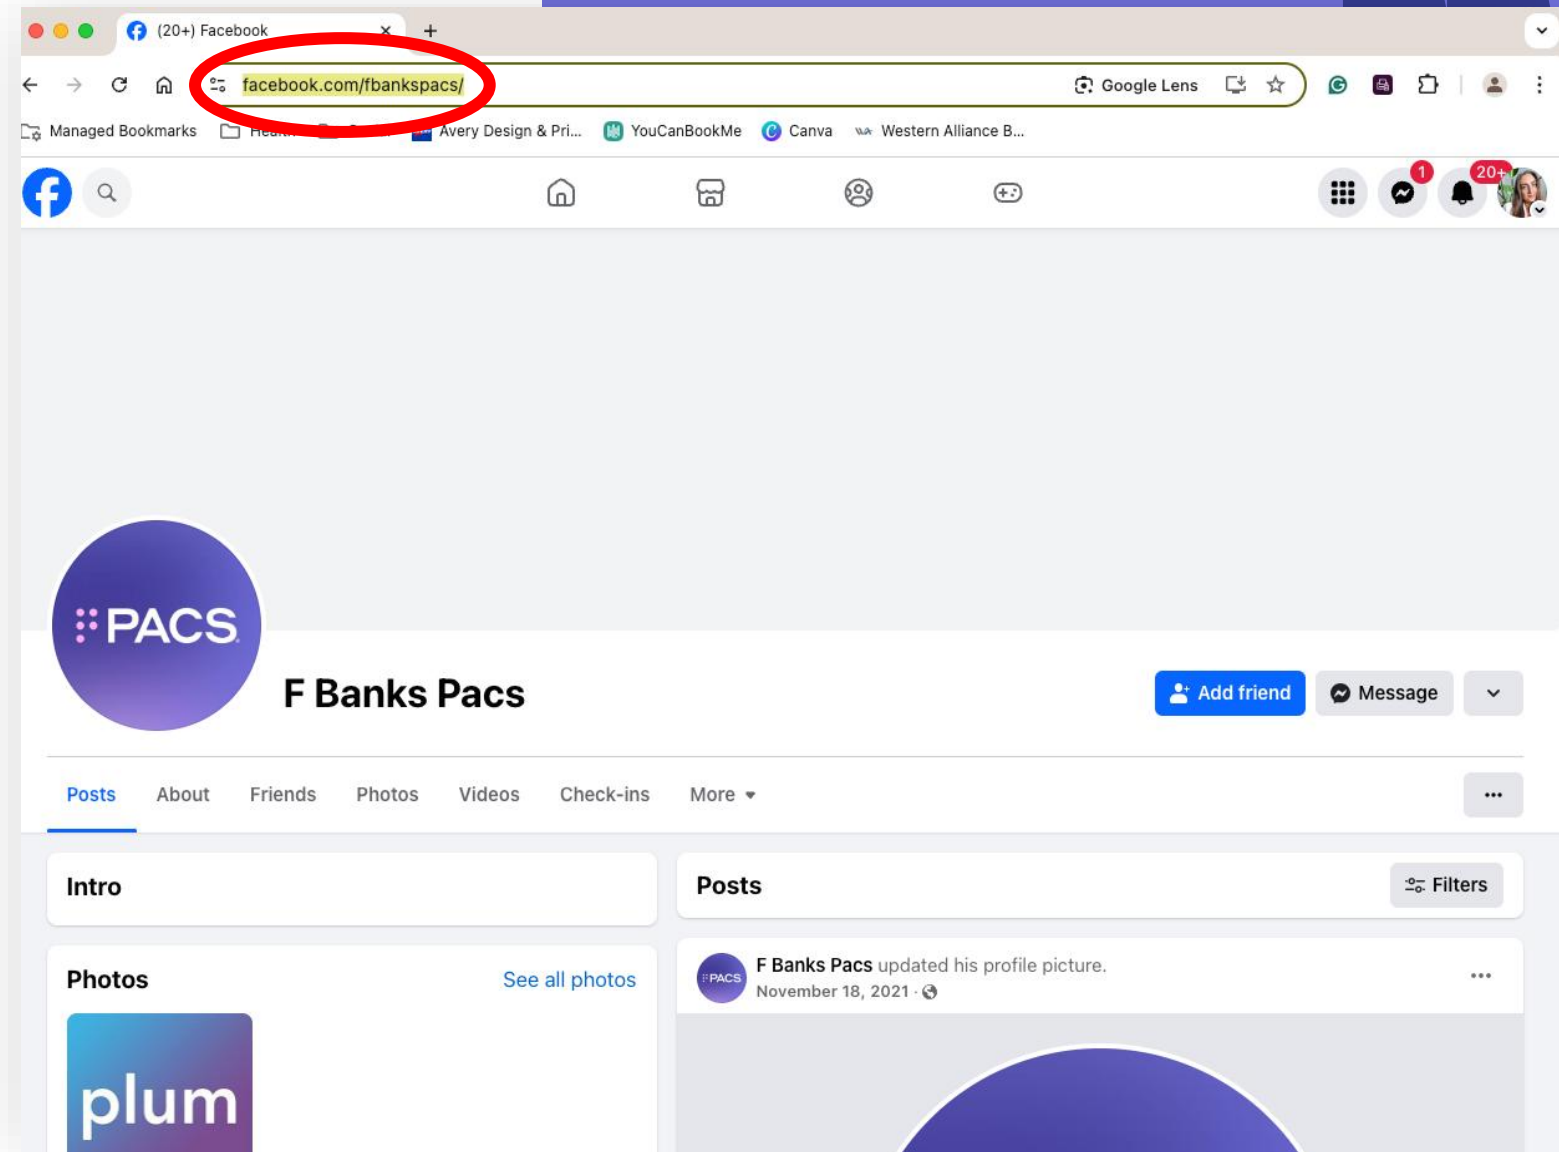 (20+) Facebook
facebook.com/fbankspacs/
Google Lens
Managed Bookmarks
Avery Design & Pri...
YouCanBookMe
Canva
Western Alliance B...
1
20+
PACS
F Banks Pacs
Add friend
Message
Posts
About
Friends
Photos
Videos
Check-ins
More
Intro
Posts
Filters
Photos
See all photos
PACS
F Banks Pacs updated his profile picture.
November 18, 2021 ·
plum